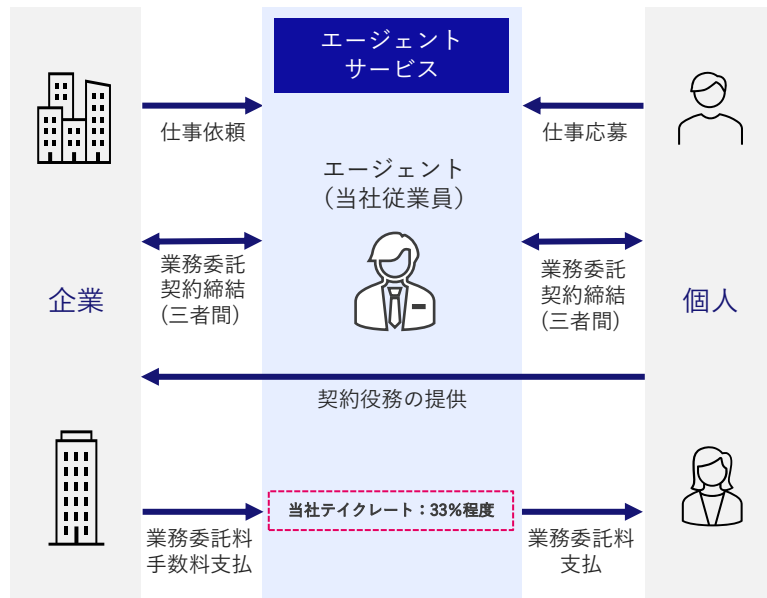 エージェント
サービス
仕事依頼
仕事応募
エージェント
（当社従業員）
企業
業務委託
契約締結
(三者間)
業務委託
契約締結
(三者間)
個人
契約役務の提供
当社テイクレート：33%程度
業務委託料
手数料支払
業務委託料
支払